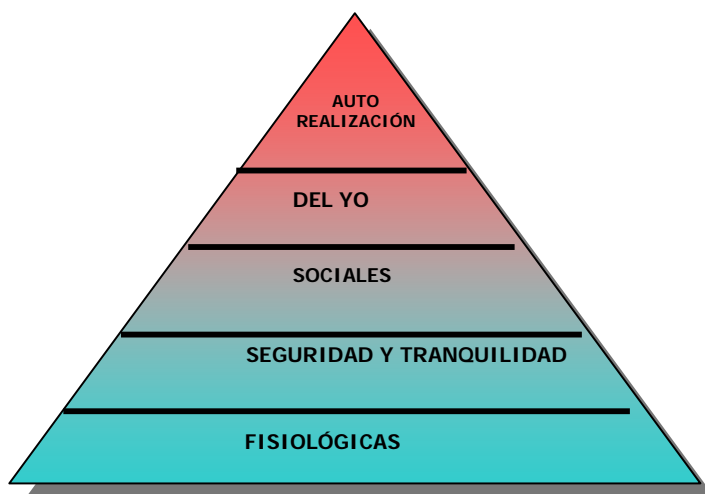 AUTO
REALIZACIÓN
DEL YO
SOCIALES
SEGURIDAD Y TRANQUILIDAD
FISIOLÓGICAS